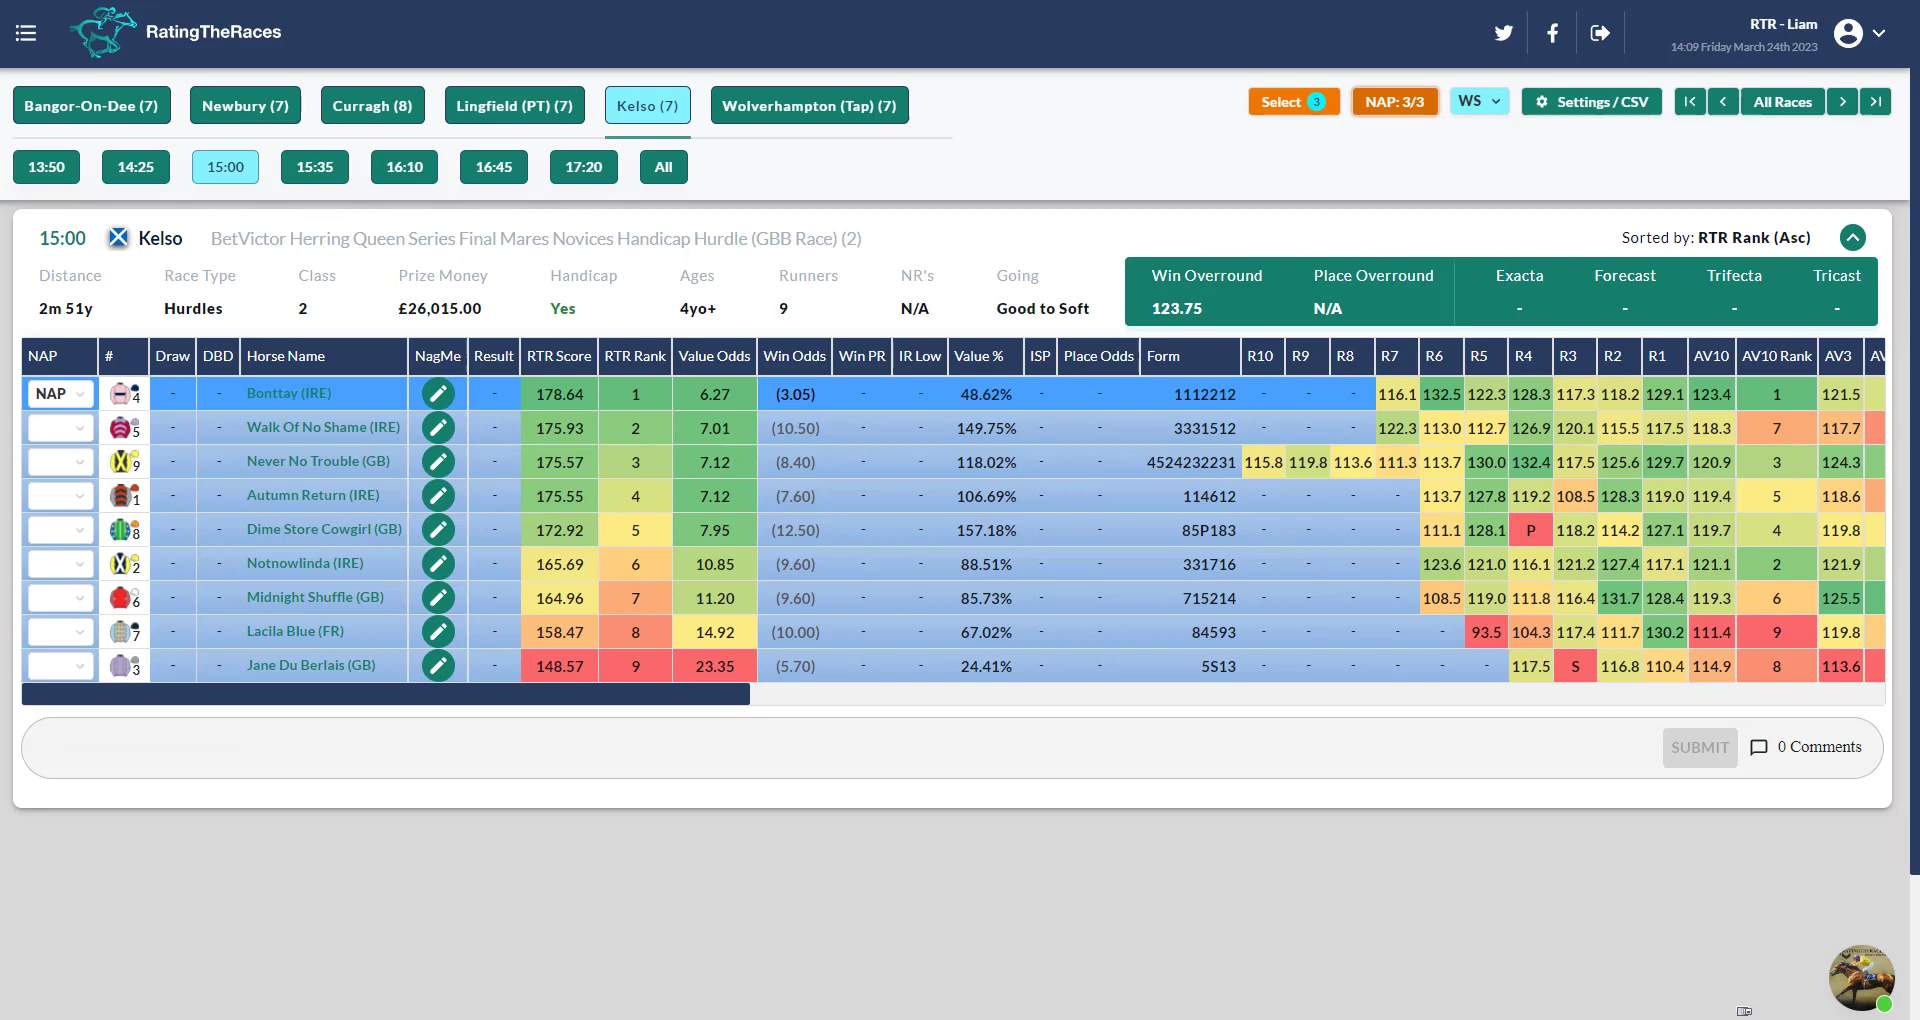 RatingTheRaces
RTR - Liam
14:09 Friday March 24th 2023
Bangor-On-Dee (7) Newbury (7) Curragh (8) Lingfield (PT) (7) Kelso (7) Wolverhampton (Tap) (7)
Select 3 NAP: 3/3 WS Settings / CSV All Races
13:50 14:25 15:00 15:35 16:10 16:45 17:20 All
15:00 Kelso BetVictor Herring Queen Series Final Mares Novices Handicap Hurdle (GBB Race) (2) Sorted by: RTR Rank (Asc)
Distance Race Type Class Prize Money Handicap Ages Runners NR's Going Win Overround Place Overround Exacta Forecast Trifecta Tricast
2m 51y Hurdles 2 £26,015.00 Yes 4yo+ 9 N/A Good to Soft 123.75 N/A - - - -
NAP # Draw DBD Horse Name NagMe Result RTR Score RTR Rank Value Odds Win Odds Win PR IR Low Value % ISP Place Odds Form R10 R9 R8 R7 R6 R5 R4 R3 R2 R1 AV10 AV10 Rank AV3 AV
NAP 4 - - Bonttay (IRE) - 178.64 1 6.27 (3.05) - - 48.62% - - 1112212 - - - 116.1 132.5 122.3 128.3 117.3 118.2 129.1 123.4 1 121.5
5 - - Walk Of No Shame (IRE) - 175.93 2 7.01 (10.50) - - 149.75% - - 3331512 - - - 122.3 113.0 112.7 126.9 120.1 115.5 117.5 118.3 7 117.7
9 - - Never No Trouble (GB) - 175.57 3 7.12 (8.40) - - 118.02% - - 4524232231 115.8 119.8 113.6 111.3 113.7 130.0 132.4 117.5 125.6 129.7 120.9 3 124.3
1 - - Autumn Return (IRE) - 175.55 4 7.12 (7.60) - - 106.69% - - 114612 - - - - 113.7 127.8 119.2 108.5 128.3 119.0 119.4 5 118.6
8 - - Dime Store Cowgirl (GB) - 172.92 5 7.95 (12.50) - - 157.18% - - 85P183 - - - - 111.1 128.1 P 118.2 114.2 127.1 119.7 4 119.8
2 - - Notnowlinda (IRE) - 165.69 6 10.85 (9.60) - - 88.51% - - 331716 - - - - 123.6 121.0 116.1 121.2 127.4 117.1 121.1 2 121.9
6 - - Midnight Shuffle (GB) - 164.96 7 11.20 (9.60) - - 85.73% - - 715214 - - - - 108.5 119.0 111.8 116.4 131.7 128.4 119.3 6 125.5
7 - - Lacila Blue (FR) - 158.47 8 14.92 (10.00) - - 67.02% - - 84593 - - - - - 93.5 104.3 117.4 111.7 130.2 111.4 9 119.8
3 - - Jane Du Berlais (GB) - 148.57 9 23.35 (5.70) - - 24.41% - - 5S13 - - - - - - 117.5 S 116.8 110.4 114.9 8 113.6
SUBMIT 0 Comments